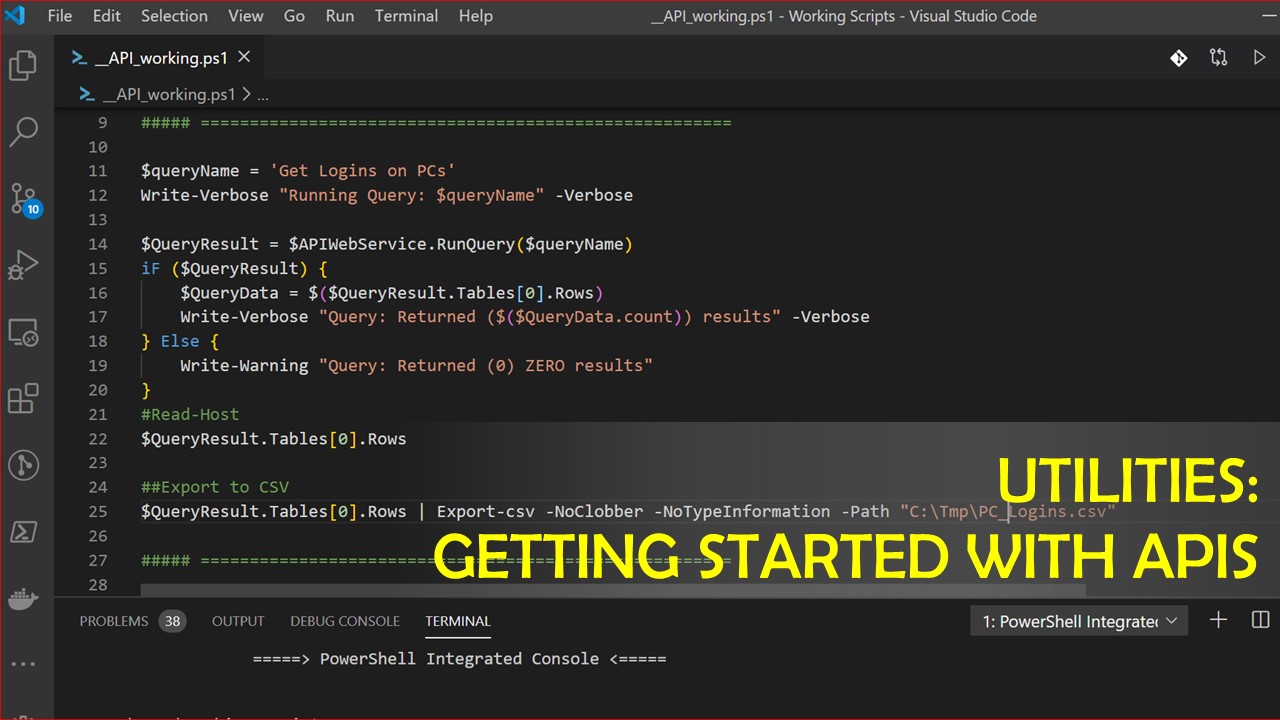 File Edit Selection View Go Run Terminal Help __API_working.ps1 - Working Scripts - Visual Studio Code
__API_working.ps1
__API_working.ps1 > ...
9 ##### ======================================================
10
11 $queryName = 'Get Logins on PCs'
12 Write-Verbose "Running Query: $queryName" -Verbose
13
14 $QueryResult = $APIWebService.RunQuery($queryName)
15 iF ($QueryResult) {
16 $QueryData = $($QueryResult.Tables[0].Rows)
17 Write-Verbose "Query: Returned ($($QueryData.count)) results" -Verbose
18 } Else {
19 Write-Warning "Query: Returned (0) ZERO results"
20 }
21 #Read-Host
22 $QueryResult.Tables[0].Rows
23
24 ##Export to CSV
25 $QueryResult.Tables[0].Rows | Export-csv -NoClobber -NoTypeInformation -Path "C:\Tmp\PC_Logins.csv"
26
27 ##### ======================================================
28
10
UTILITIES:
GETTING STARTED WITH APIS
PROBLEMS 38 OUTPUT DEBUG CONSOLE TERMINAL 1: PowerShell Integrated
=====> PowerShell Integrated Console <=====